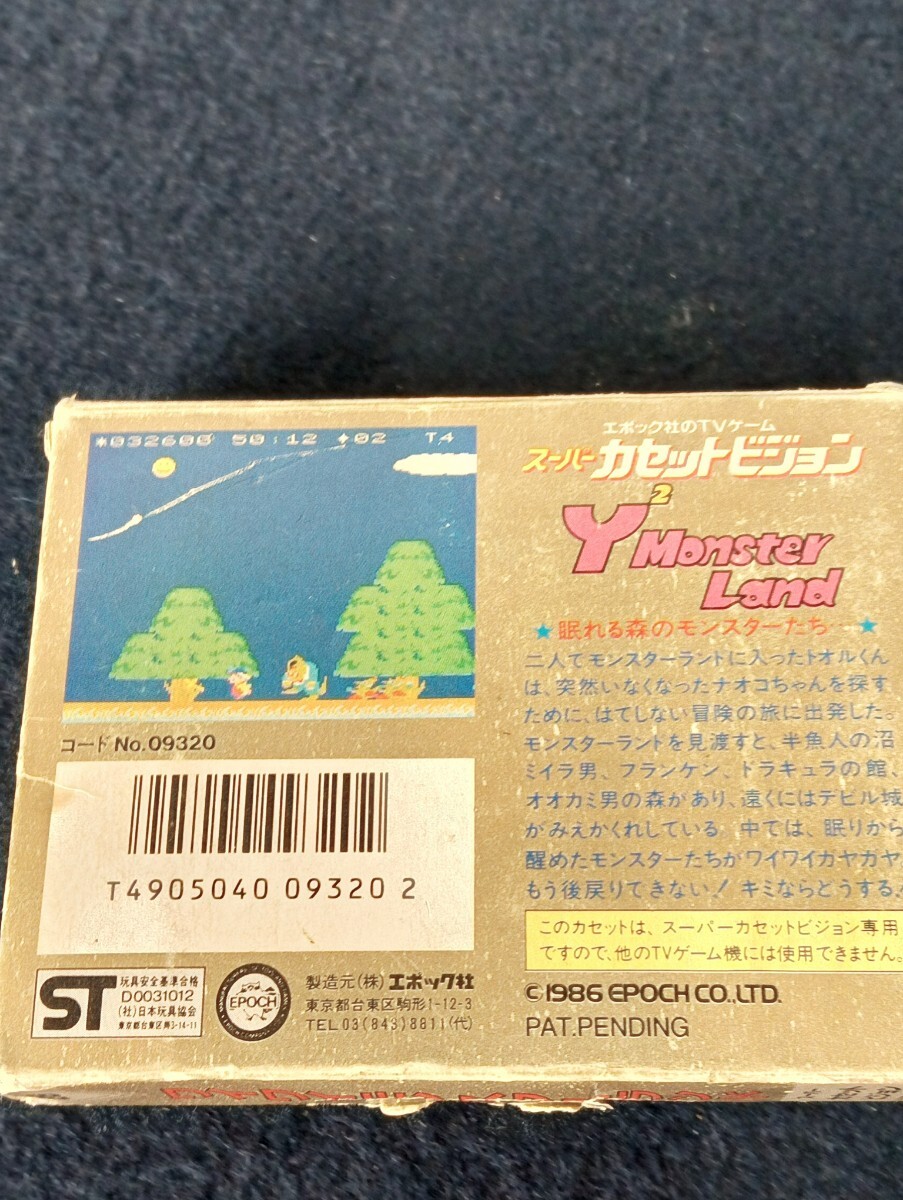 *032600 50:12 ♦02 T4
エポック社のTVゲーム
スーパーカセットビジョン
Y²Monster
Land
★眠れる森のモンスターたち…★
二人でモンスターランドに入ったトオルくん
は、突然いなくなったナオコちゃんを探す
ために、はてしない冒険の旅に出発した。
モンスターランドを見渡すと、半魚人の沼
ミイラ男、フランケン、ドラキュラの館、
オオカミ男の森があり、遠くにはデビル城
がみえかくれしている 中では、眠りから
醒めたモンスターたちがワイワイガヤガヤ、
もう後戻りできない！キミならどうする。
このカセットは、スーパーカセットビジョン専用
ですので、他のTVゲーム機には使用できません。
©1986 EPOCH CO.,LTD.
PAT.PENDING
コードNo.09320
T4905040 09320 2
ST
玩具安全基準合格
D0031012
(社)日本玩具協会
東京都台東区駒形3-14-11
EPOCH
製造元(株)エポック社
東京都台東区駒形1-12-3
TEL03(843)8811(代)